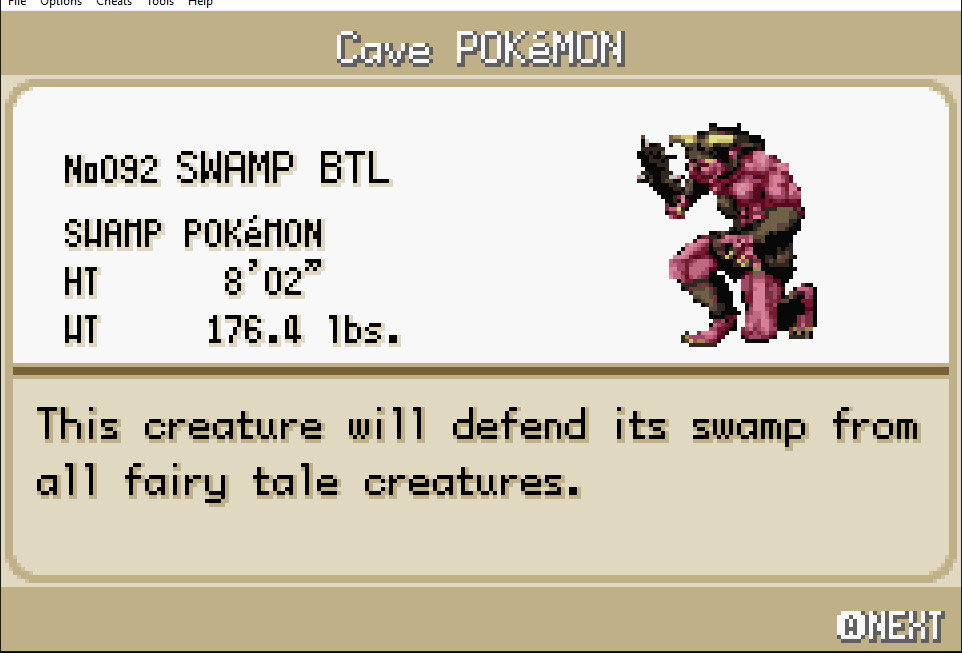 File Options Cheats Tools Help
Cave POKéMON
No092 SWAMP BTL
SWAMP POKéMON
HT 8'02"
WT 176.4 lbs.
This creature will defend its swamp from
all fairy tale creatures.
A NEXT